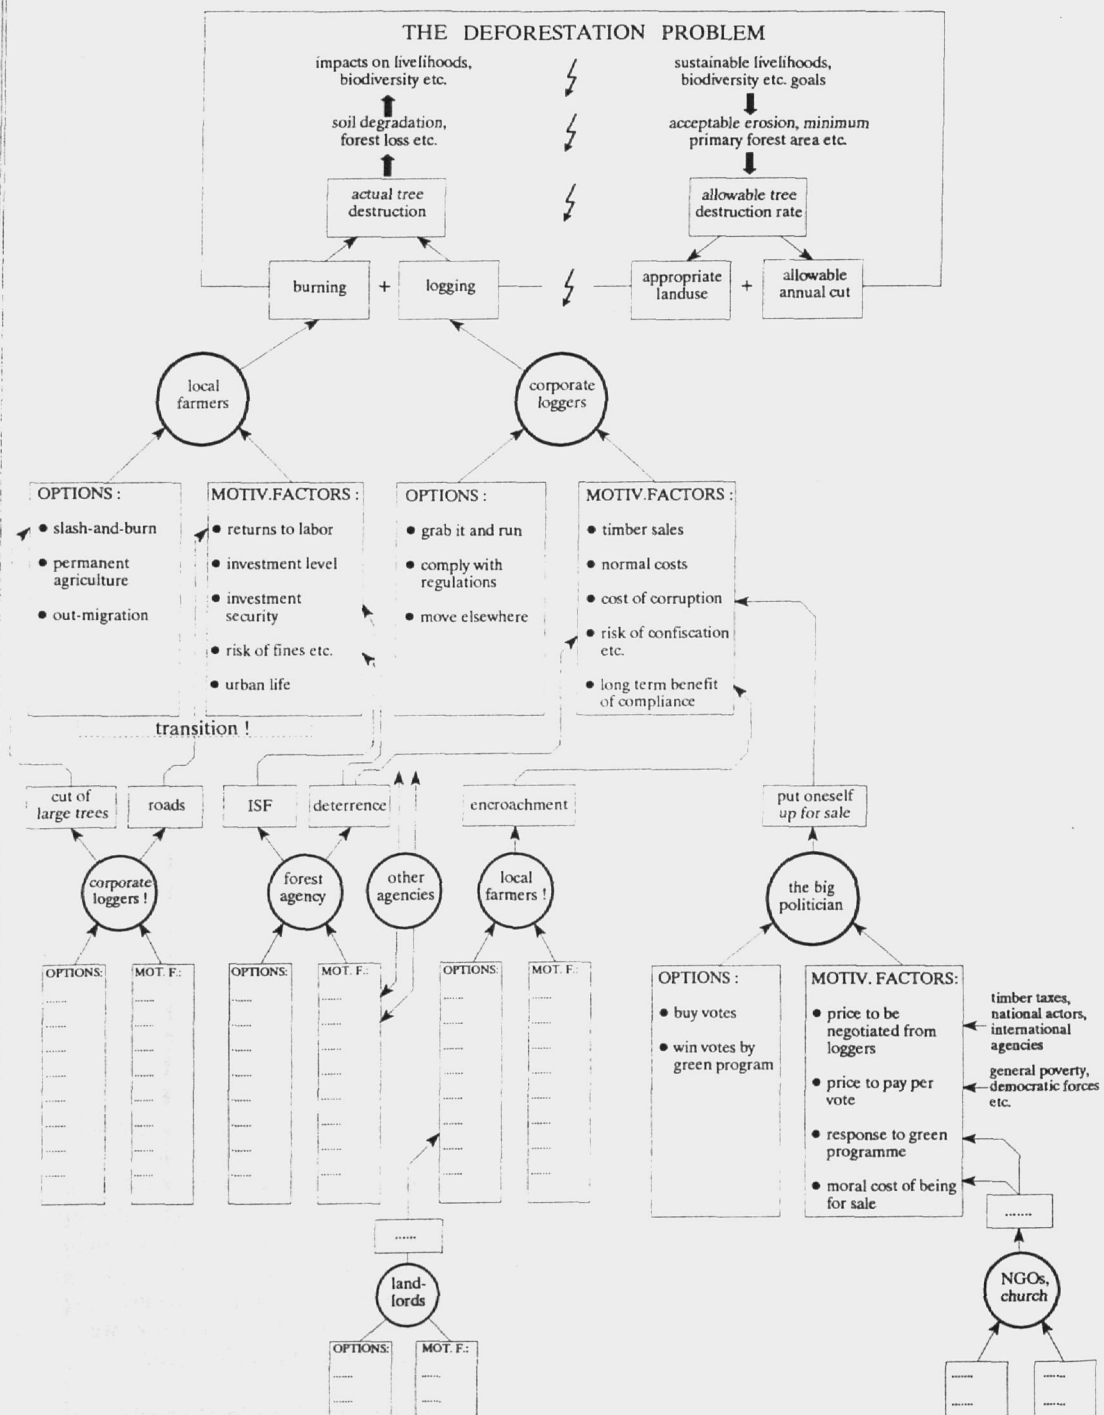 THE DEFORESTATION PROBLEM
impacts on livelihoods,
biodiversity etc.
sustainable livelihoods,
biodiversity etc. goals
soil degradation,
forest loss etc.
acceptable erosion, minimum
primary forest area etc.
actual tree
destruction
allowable tree
destruction rate
burning
+
logging
appropriate
landuse
+
allowable
annual cut
local
farmers
corporate
loggers
OPTIONS :
• slash-and-burn
• permanent
agriculture
• out-migration
MOTIV.FACTORS :
• returns to labor
• investment level
• investment
security
• risk of fines etc.
• urban life
OPTIONS :
• grab it and run
• comply with
regulations
• move elsewhere
MOTIV.FACTORS :
• timber sales
• normal costs
• cost of corruption
• risk of confiscation
etc.
• long term benefit
of compliance
transition !
cut of
large trees
roads
ISF
deterrence
encroachment
put oneself
up for sale
corporate
loggers !
forest
agency
other
agencies
local
farmers !
the big
politician
OPTIONS:
......
......
......
......
......
......
......
......
MOT. F.:
......
......
......
......
......
......
......
......
OPTIONS:
......
......
......
......
......
......
......
......
MOT. F.:
......
......
......
......
......
......
......
......
OPTIONS:
......
......
......
......
......
......
......
......
MOT. F.:
......
......
......
......
......
......
......
......
OPTIONS :
• buy votes
• win votes by
green program
MOTIV. FACTORS:
• price to be
negotiated from
loggers
• price to pay per
vote
• response to green
programme
• moral cost of being
for sale
timber taxes,
national actors,
international
agencies
general poverty,
democratic forces
etc.
......
land-
lords
OPTIONS:
......
......
MOT. F.:
......
......
.......
NGOs,
church
.......
.......
.......
.......